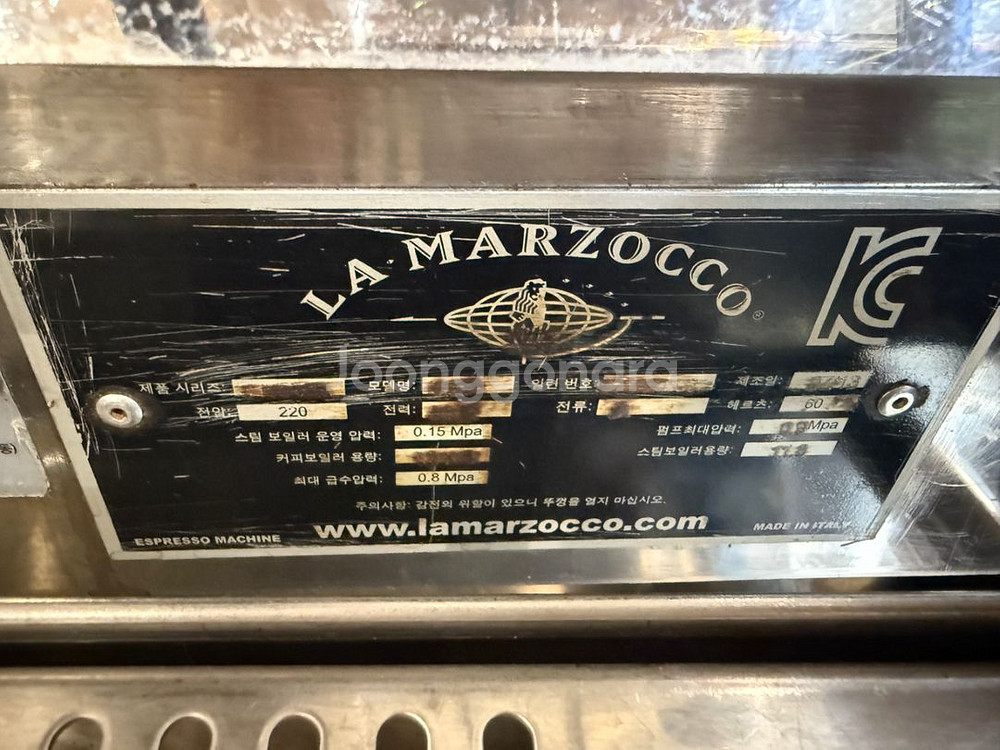 LA MARZOCCO ®
joonggonara
제품 시리즈: 모델명: 일련 번호: 제조일:
전압: 220 전력: 전류: 헤르츠: 60
스팀 보일러 운영 압력: 0.15 Mpa 펌프최대압력: Mpa
커피보일러 용량: 스팀보일러용량:
최대 급수압력: 0.8 Mpa
주의사항: 감전의 위험이 있으니 뚜껑을 열지 마십시오.
www.lamarzocco.com
ESPRESSO MACHINE MADE IN ITALY